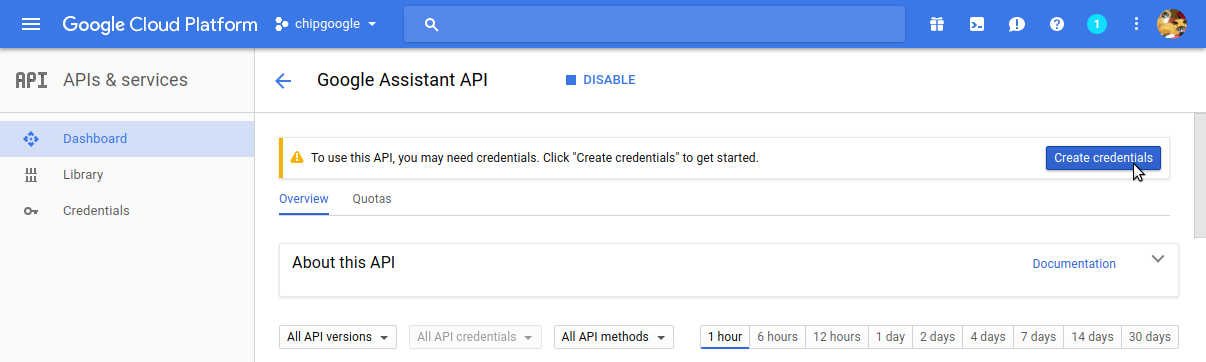 Google Cloud Platform chipgoogle 1
API APIs & services
Google Assistant API DISABLE
Dashboard
Library
Credentials
To use this API, you may need credentials. Click "Create credentials" to get started. Create credentials
Overview Quotas
About this API Documentation
All API versions All API credentials All API methods 1 hour 6 hours 12 hours 1 day 2 days 4 days 7 days 14 days 30 days